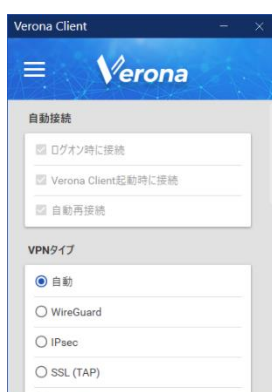 Verona Client
Verona
自動接続
ログオン時に接続
Verona Client起動時に接続
自動再接続
VPNタイプ
自動
WireGuard
IPsec
SSL (TAP)